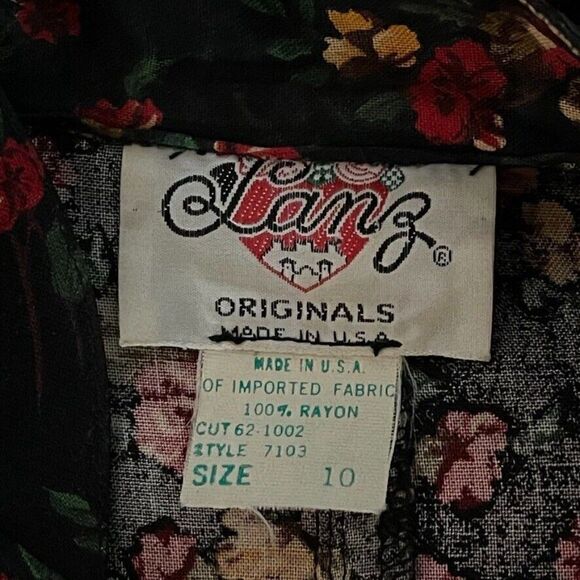 Lanz ®
ORIGINALS
MADE IN U.S.A
MADE IN U.S.A.
OF IMPORTED FABRIC
100% RAYON
CUT 62-1002
STYLE 7103
SIZE 10